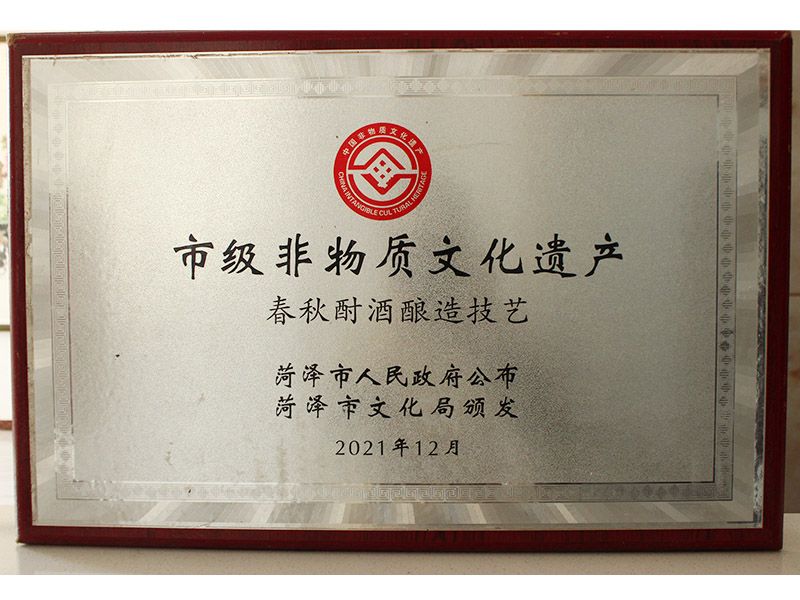 中国非物质文化遗产
CHINA INTANGIBLE CULTURAL HERITAGE
市级非物质文化遗产
春秋酎酒酿造技艺
菏泽市人民政府公布
菏泽市文化局颁发
2021年12月